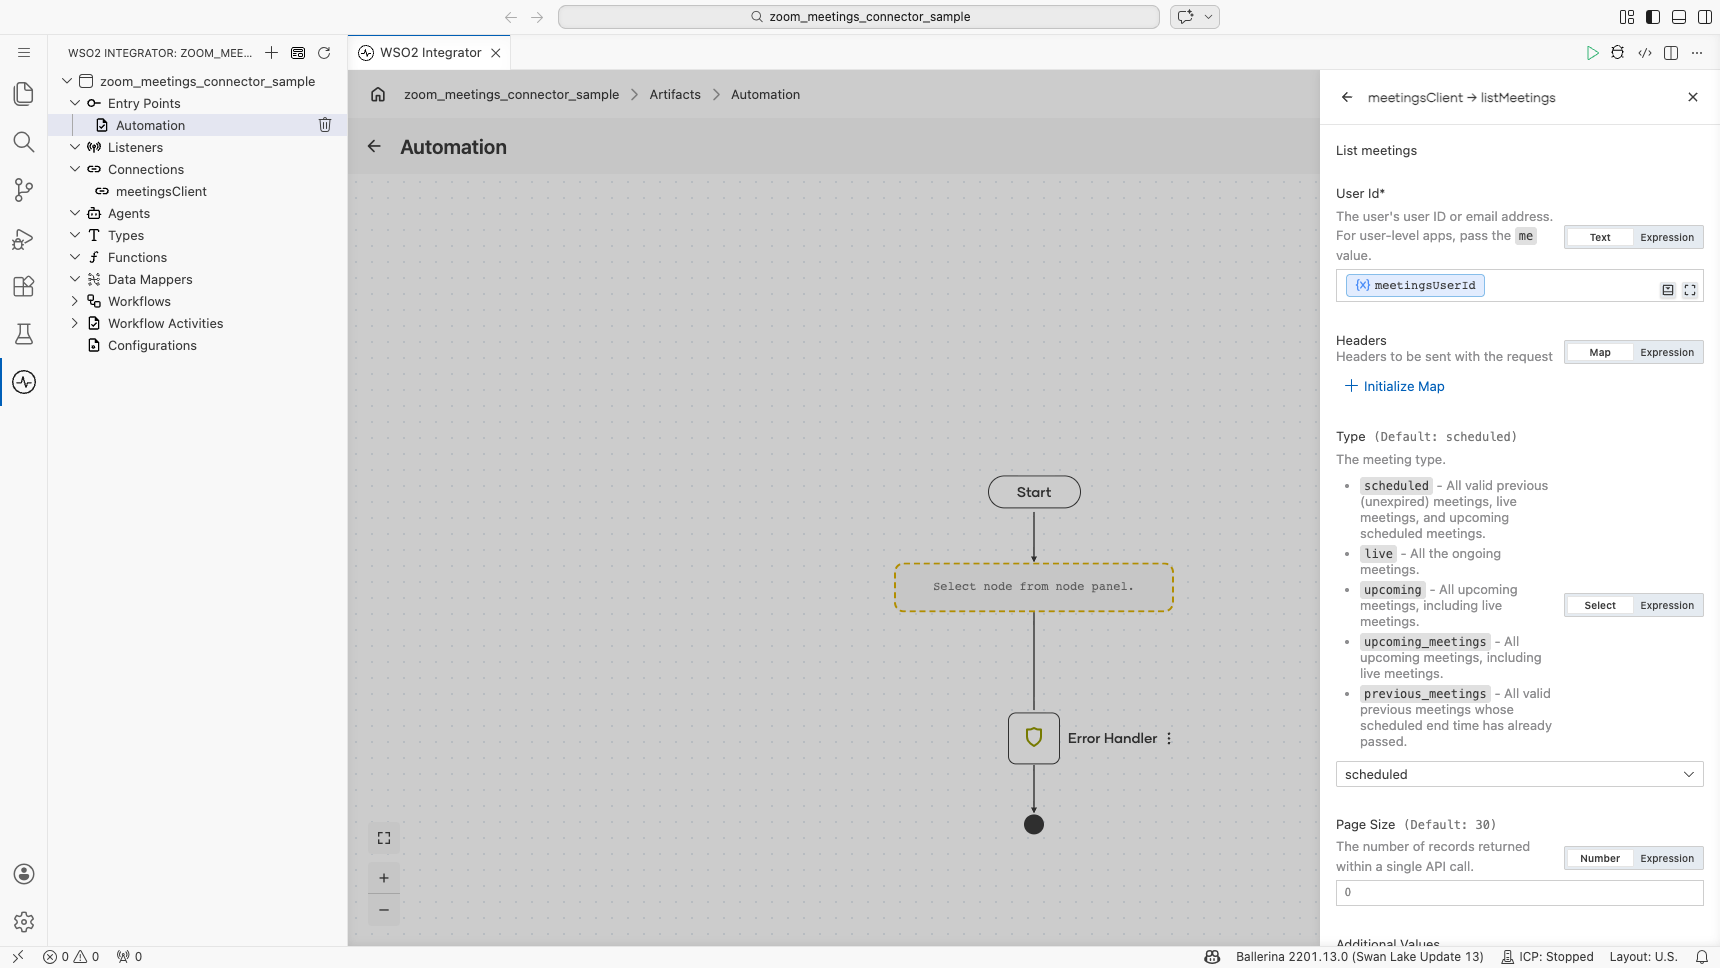 zoom_meetings_connector_sample
WSO2 INTEGRATOR: ZOOM_MEE...
WSO2 Integrator
zoom_meetings_connector_sample
Entry Points
Automation
Listeners
Connections
meetingsClient
Agents
Types
Functions
Data Mappers
Workflows
Workflow Activities
Configurations
zoom_meetings_connector_sample
Artifacts
Automation
Automation
Start
Select node from node panel.
Error Handler
meetingsClient → listMeetings
List meetings
User Id*
The user's user ID or email address.
For user-level apps, pass the me
value.
Text Expression
{x} meetingsUserId
Headers
Headers to be sent with the request
Map Expression
Initialize Map
Type (Default: scheduled)
The meeting type.
• scheduled - All valid previous
(unexpired) meetings, live
meetings, and upcoming
scheduled meetings.
• live - All the ongoing
meetings.
• upcoming - All upcoming
meetings, including live
meetings.
• upcoming_meetings - All
upcoming meetings, including
live meetings.
• previous_meetings - All valid
previous meetings whose
scheduled end time has already
passed.
Select Expression
scheduled
Page Size (Default: 30)
The number of records returned
within a single API call.
Number Expression
0
Additional Values
0 0 0
Ballerina 2201.13.0 (Swan Lake Update 13) ICP: Stopped Layout: U.S.